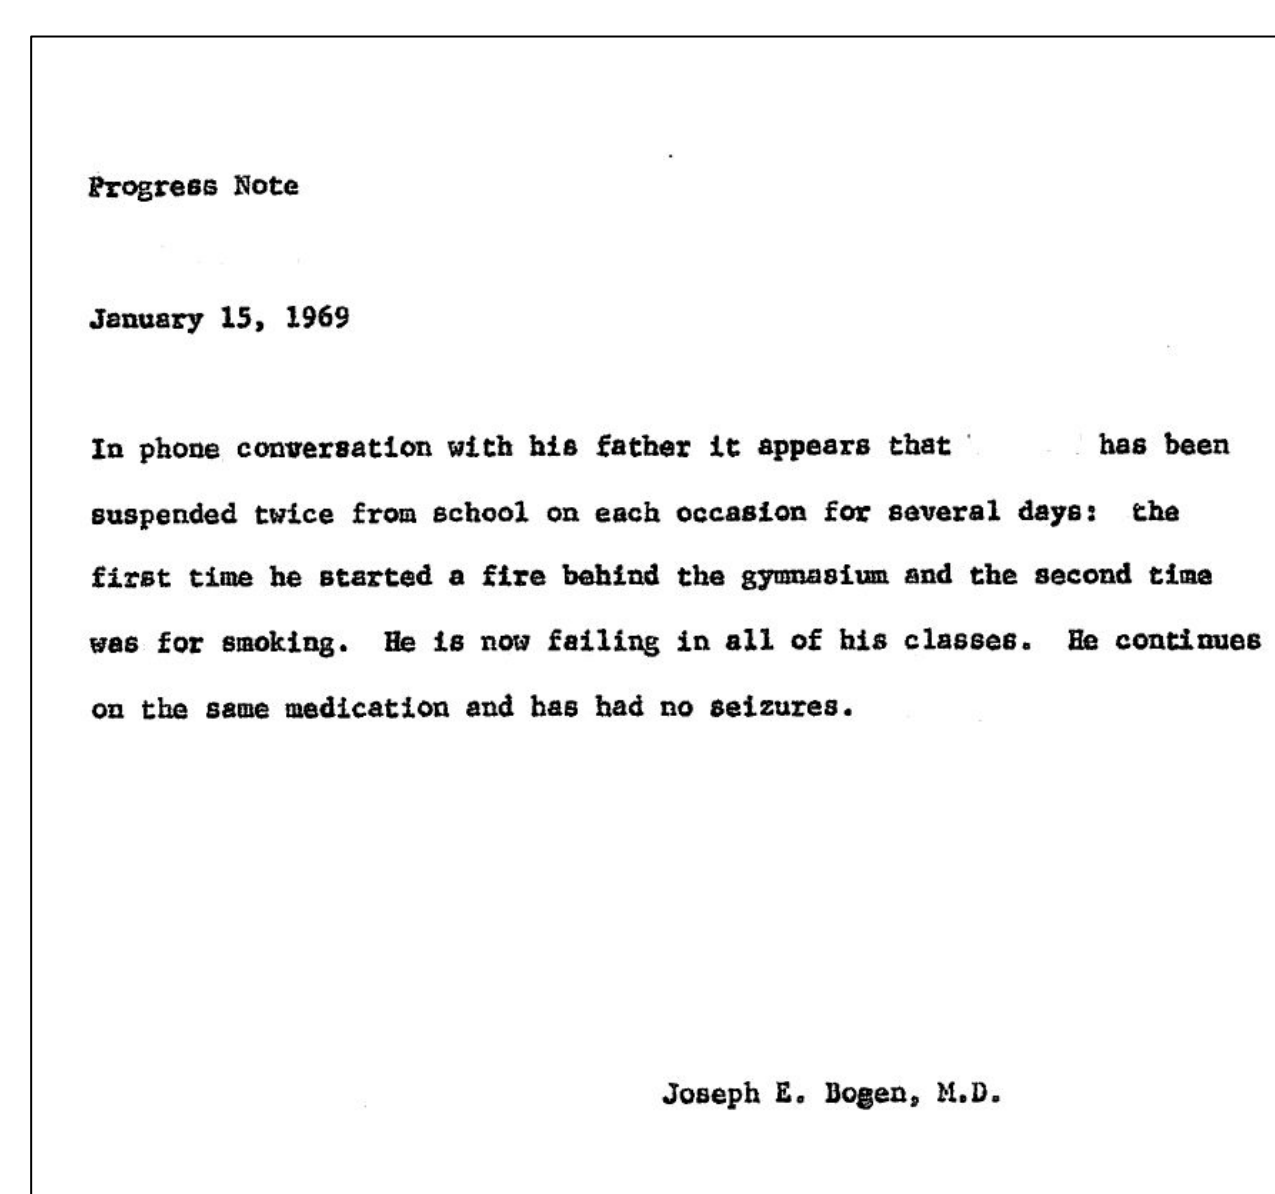 Progress Note
January 15, 1969
In phone conversation with his father it appears that has been
suspended twice from school on each occasion for several days: the
first time he started a fire behind the gymnasium and the second time
was for smoking. He is now failing in all of his classes. He continues
on the same medication and has had no seizures.
Joseph E. Bogen, M.D.